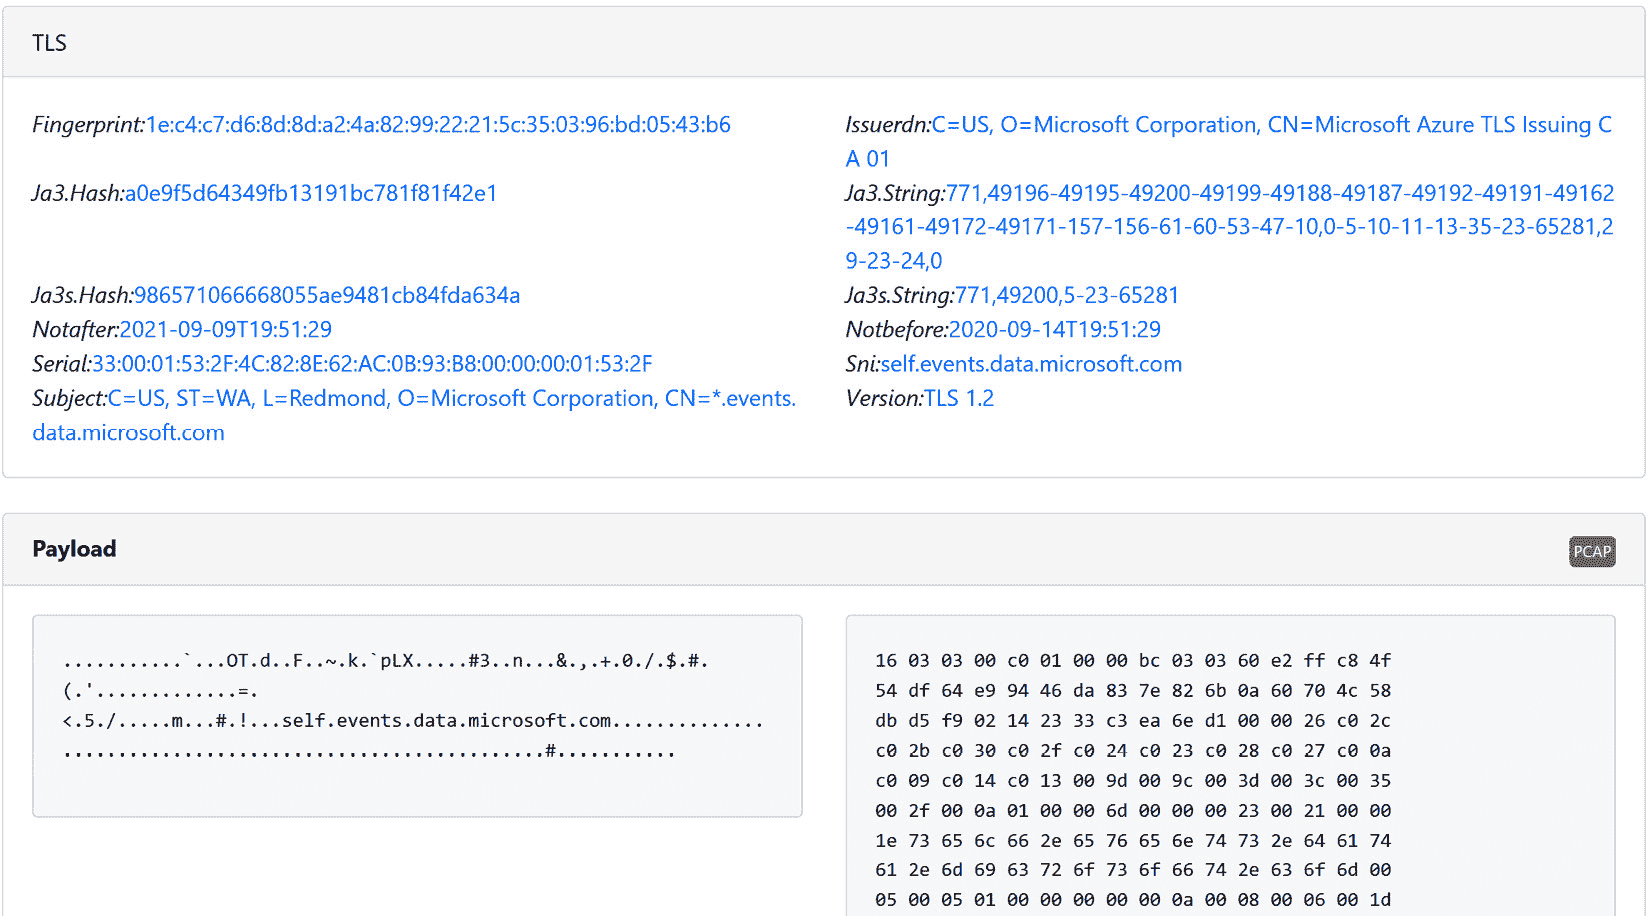 TLS
Fingerprint:1e:c4:c7:d6:8d:8d:a2:4a:82:99:22:21:5c:35:03:96:bd:05:43:b6
Issuerdn:C=US, O=Microsoft Corporation, CN=Microsoft Azure TLS Issuing C
A 01
Ja3.Hash:a0e9f5d64349fb13191bc781f81f42e1
Ja3.String:771,49196-49195-49200-49199-49188-49187-49192-49191-49162
-49161-49172-49171-157-156-61-60-53-47-10,0-5-10-11-13-35-23-65281,2
9-23-24,0
Ja3s.Hash:986571066668055ae9481cb84fda634a
Ja3s.String:771,49200,5-23-65281
Notafter:2021-09-09T19:51:29
Notbefore:2020-09-14T19:51:29
Serial:33:00:01:53:2F:4C:82:8E:62:AC:0B:93:B8:00:00:00:01:53:2F
Sni:self.events.data.microsoft.com
Subject:C=US, ST=WA, L=Redmond, O=Microsoft Corporation, CN=*.events.
data.microsoft.com
Version:TLS 1.2
Payload
PCAP
...........`...OT.d..F..~.k.`pLX.....#3..n...&.,.+.0./.$.#.
(.'.............=.
<.5./.....m...#.!...self.events.data.microsoft.com..............
............................................#...........
16 03 03 00 c0 01 00 00 bc 03 03 60 e2 ff c8 4f
54 df 64 e9 94 46 da 83 7e 82 6b 0a 60 70 4c 58
db d5 f9 02 14 23 33 c3 ea 6e d1 00 00 26 c0 2c
c0 2b c0 30 c0 2f c0 24 c0 23 c0 28 c0 27 c0 0a
c0 09 c0 14 c0 13 00 9d 00 9c 00 3d 00 3c 00 35
00 2f 00 0a 01 00 00 6d 00 00 00 23 00 21 00 00
1e 73 65 6c 66 2e 65 76 65 6e 74 73 2e 64 61 74
61 2e 6d 69 63 72 6f 73 6f 66 74 2e 63 6f 6d 00
05 00 05 01 00 00 00 00 00 0a 00 08 00 06 00 1d